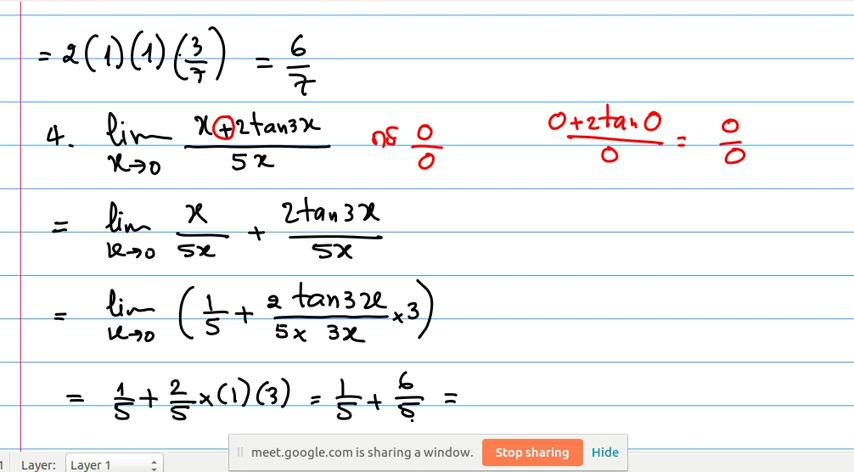 = 2(1)(1)(3/7) = 6/7
4. lim x→0 (x+2tan3x)/(5x) 0/0 (0+2tan0)/0 = 0/0
= lim x→0 x/(5x) + (2tan3x)/(5x)
= lim x→0 (1/5 + (2 tan3x)/(5x 3x) ×3)
= 1/5 + 2/5 ×(1)(3) = 1/5 + 6/5 =
meet.google.com is sharing a window. Stop sharing Hide
Layer: Layer 1